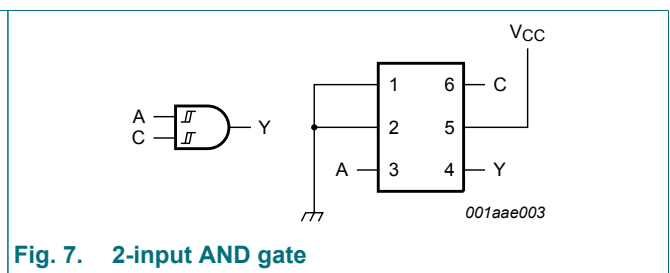 VCC
A
C
Y
1 6 C
2 5
A 3 4 Y
001aae003
Fig. 7. 2-input AND gate